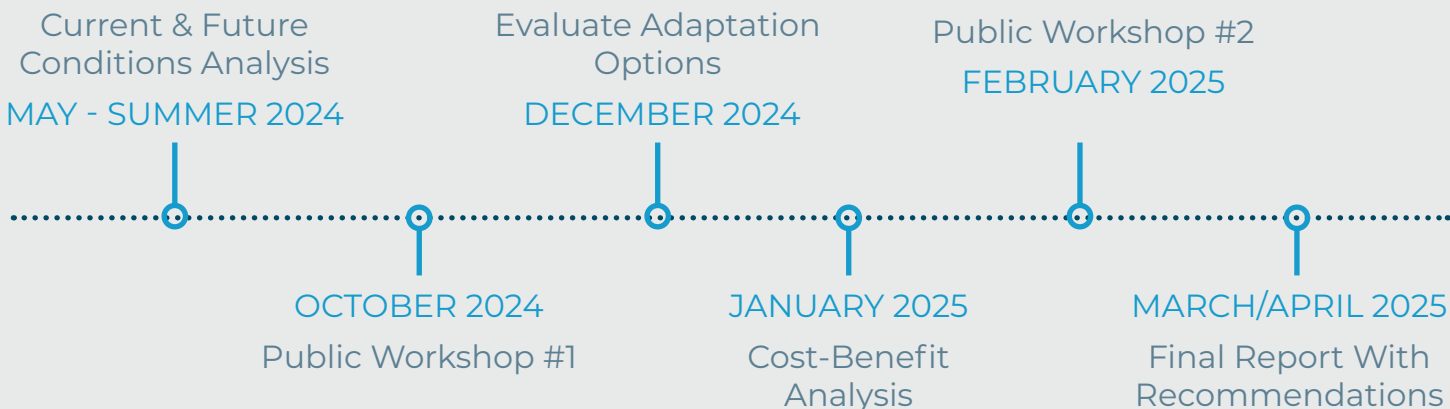 Current & Future
Conditions Analysis
MAY - SUMMER 2024
OCTOBER 2024
Public Workshop #1
Evaluate Adaptation
Options
DECEMBER 2024
JANUARY 2025
Cost-Benefit
Analysis
Public Workshop #2
FEBRUARY 2025
MARCH/APRIL 2025
Final Report With
Recommendations